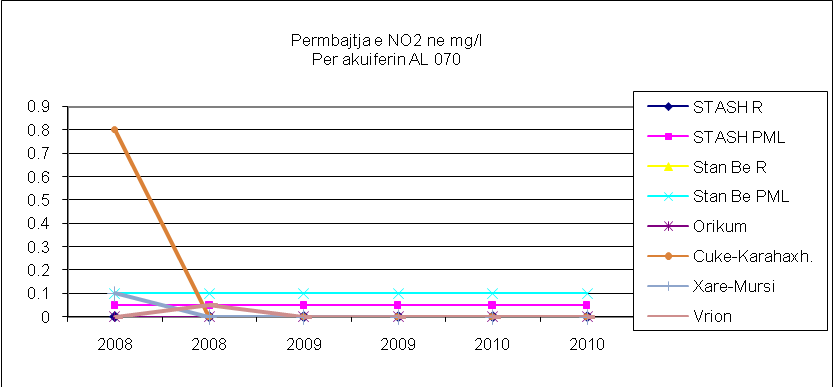 Permbajtja e NO2 ne mg/l
Per akuiferin AL 070
0.9
0.8
0.7
0.6
0.5
0.4
0.3
0.2
0.1
0
2008 2008 2009 2009 2010 2010
STASH R
STASH PML
Stan Be R
Stan Be PML
Orikum
Cuke-Karahaxh.
Xare-Mursi
Vrion